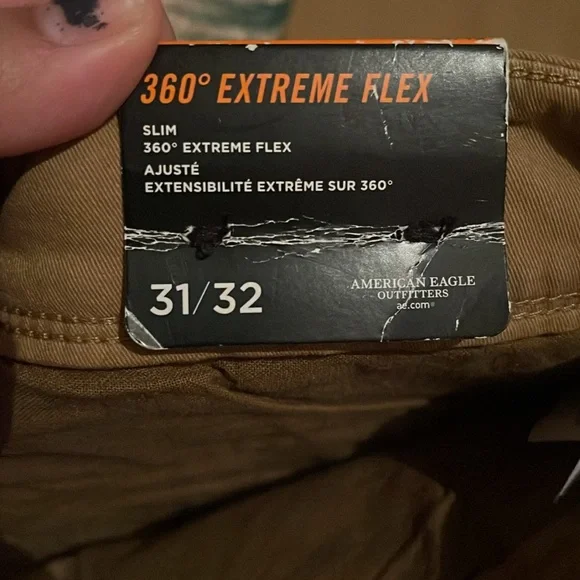 360° EXTREME FLEX
SLIM
360° EXTREME FLEX
AJUSTÉ
EXTENSIBILITÉ EXTRÊME SUR 360°
31/32
AMERICAN EAGLE
OUTFITTERS
ae.com®